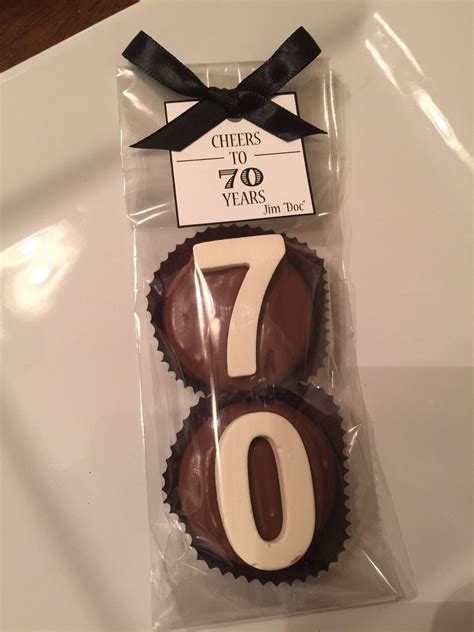 CHEERS
TO
70
YEARS
Jim "Doc"
7
0